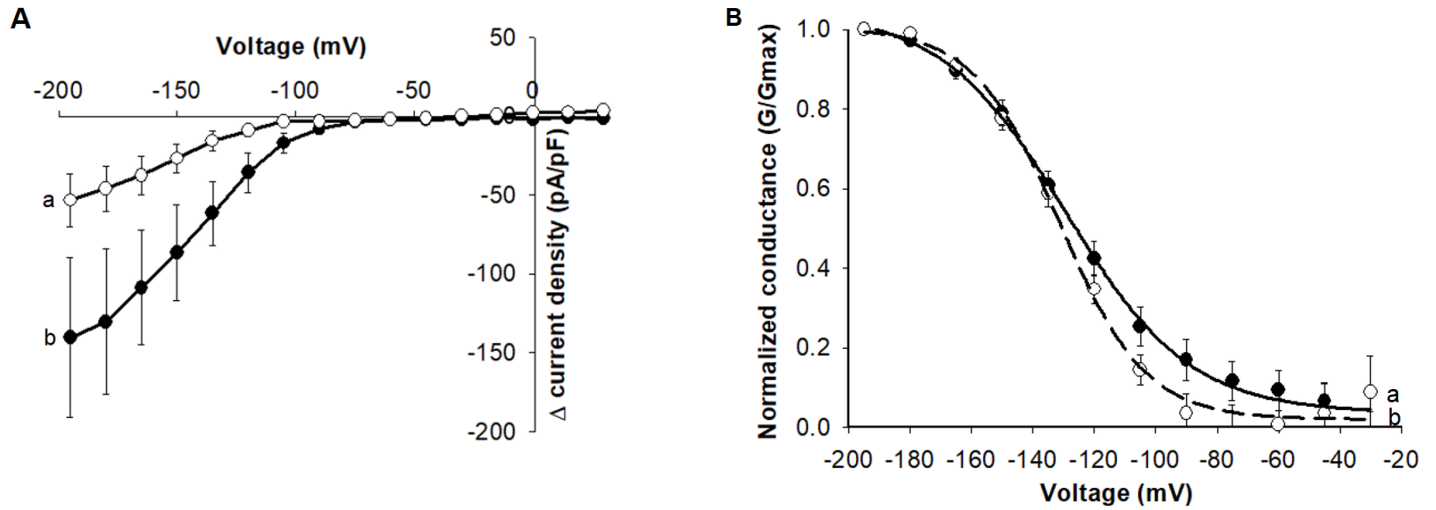 A
Voltage (mV)
50
-200 -150 -100 -50 0
0
-50
-100
-150
-200
a
b
Δ current density (pA/pF)
B
Normalized conductance (G/Gmax)
1.0
0.8
0.6
0.4
0.2
0.0
a
b
-200 -180 -160 -140 -120 -100 -80 -60 -40 -20
Voltage (mV)